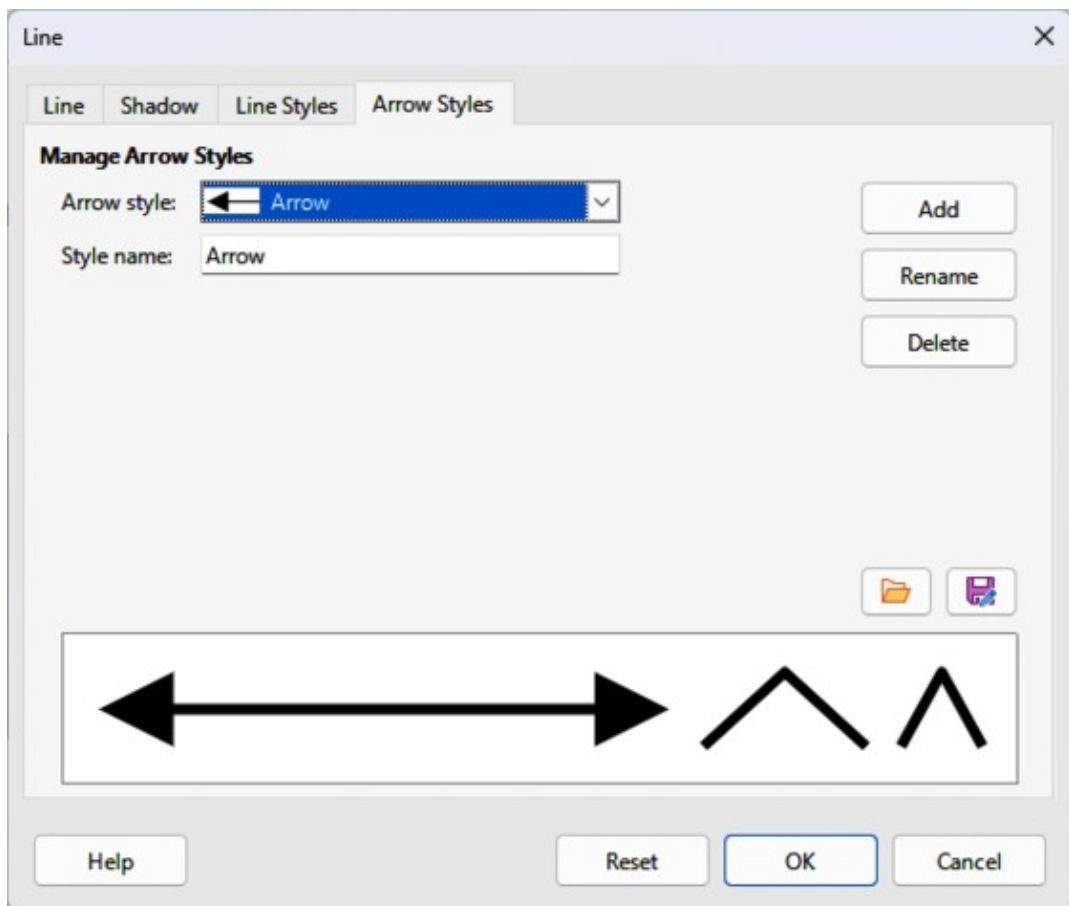 Line
Line Shadow Line Styles Arrow Styles
Manage Arrow Styles
Arrow style: Arrow Add
Style name: Arrow
Rename
Delete
Help Reset OK Cancel